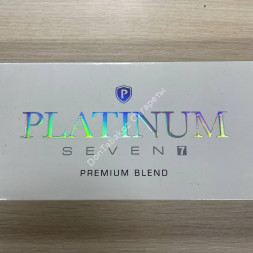 P
PLATINUM
SEVEN 7
PREMIUM BLEND